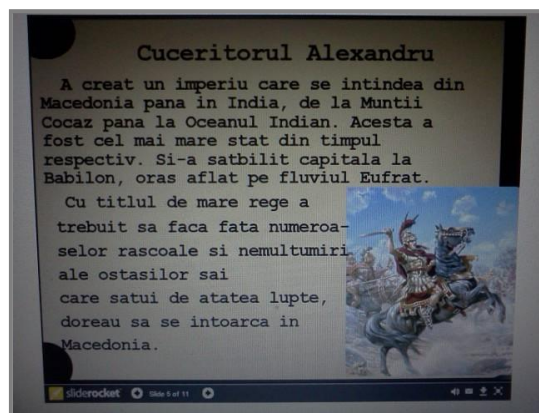 Cuceritorul Alexandru
A creat un imperiu care se intindea din
Macedonia pana in India, de la Muntii
Cocaz pana la Oceanul Indian. Acesta a
fost cel mai mare stat din timpul
respectiv. Si-a satbilit capitala la
Babilon, oras aflat pe fluviul Eufrat.
Cu titlul de mare rege a
trebuit sa faca fata numeroa-
selor rascoale si nemultumiri
ale ostasilor sai
care satui de atatea lupte,
doreau sa se intoarca in
Macedonia.
sliderocket Slide 5 of 11